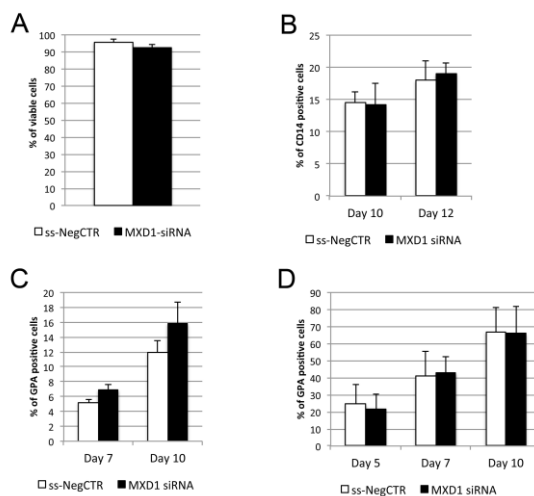 A
% of viable cells
100
90
80
70
60
50
40
30
20
10
0
ss-NegCTR MXD1-siRNA
B
% of CD14 positive cells
25
20
15
10
5
0
Day 10 Day 12
ss-NegCTR MXD1 siRNA
C
% of GPA positive cells
20
18
16
14
12
10
8
6
4
2
0
Day 7 Day 10
ss-NegCTR MXD1 siRNA
D
% of GPA positive cells
90
80
70
60
50
40
30
20
10
0
Day 5 Day 7 Day 10
ss-NegCTR MXD1 siRNA